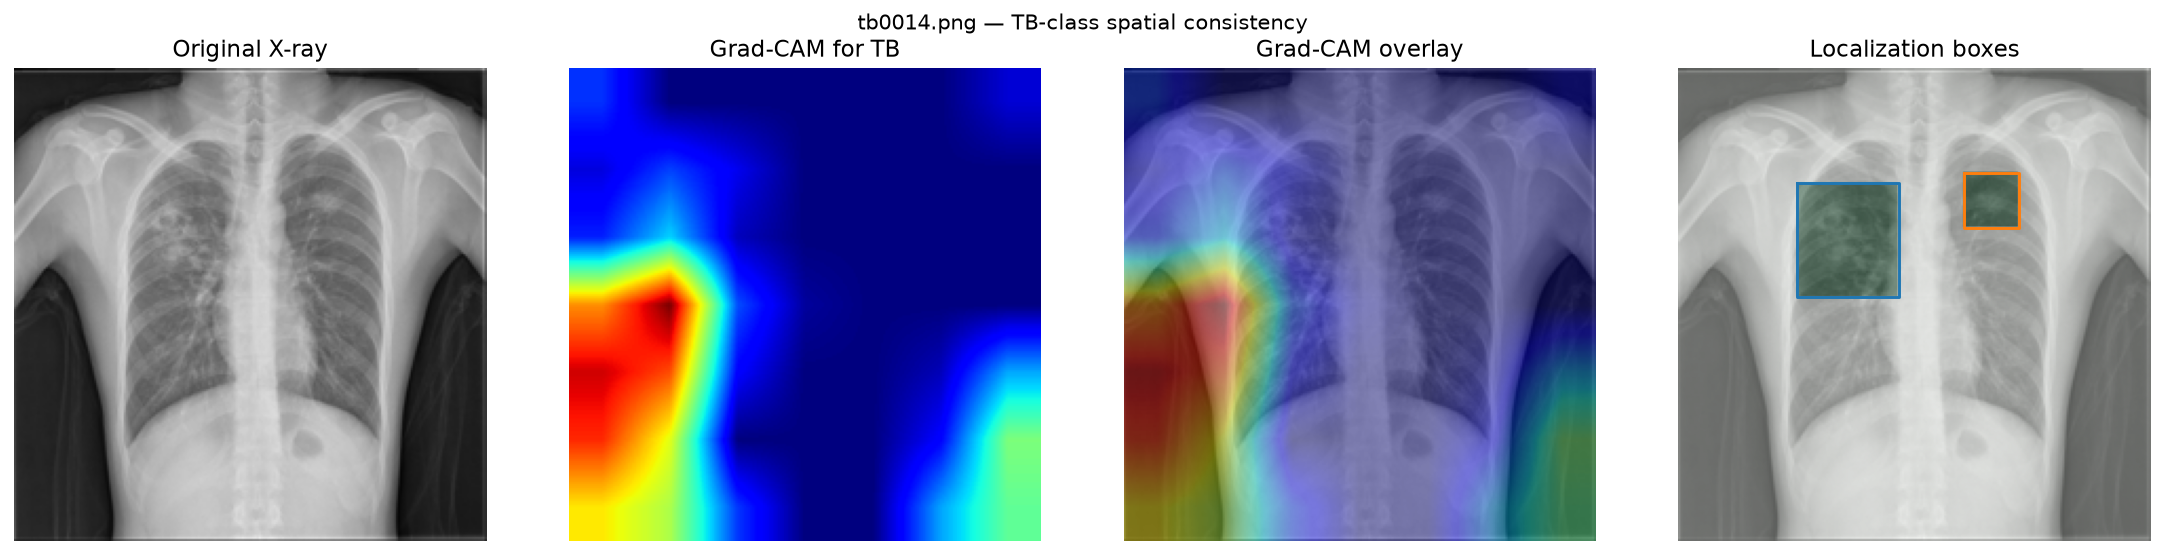 tb0014.png — TB-class spatial consistency
Original X-ray
Grad-CAM for TB
Grad-CAM overlay
Localization boxes